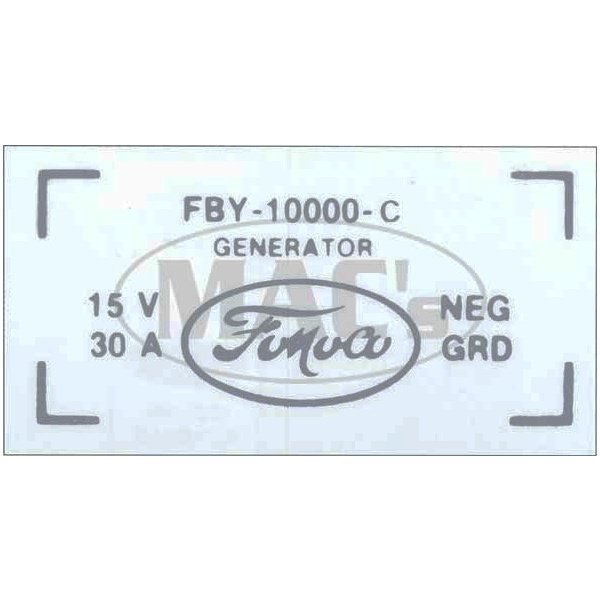 FBY-10000-C
GENERATOR
15 V
30 A
FoMoCo
NEG
GRD
MAC's